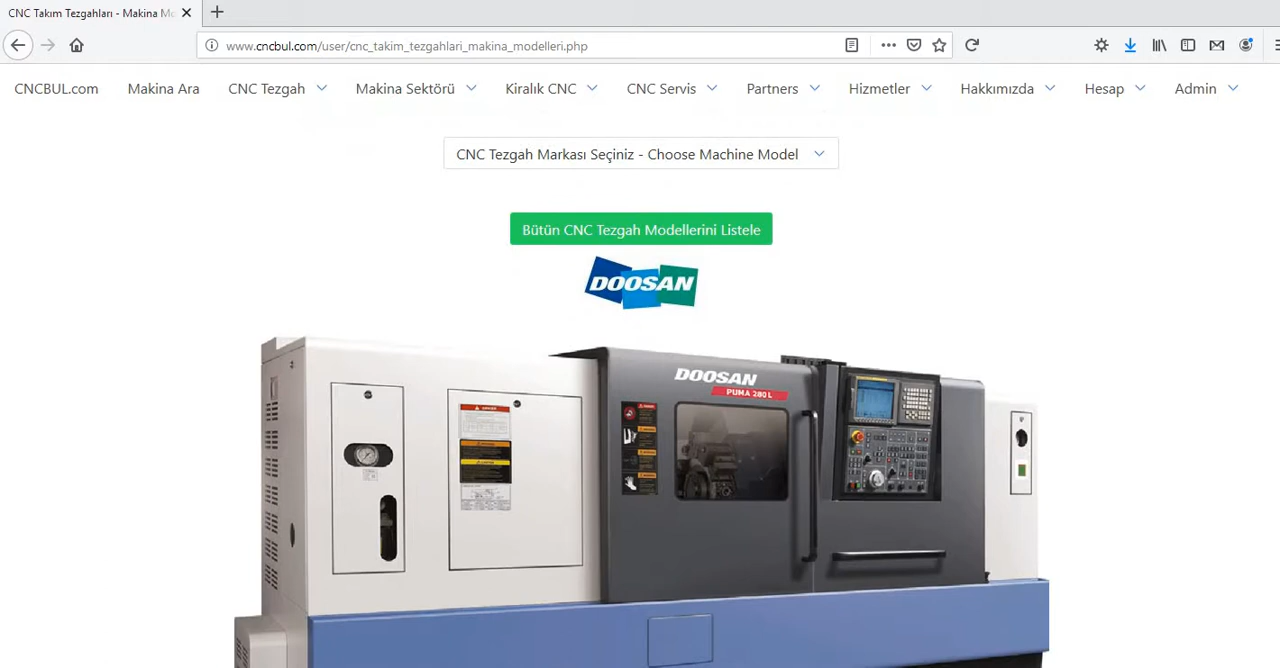 CNC Takım Tezgahları - Makina Mo
www.cncbul.com/user/cnc_takim_tezgahlari_makina_modelleri.php
CNCBUL.com Makina Ara CNC Tezgah Makina Sektörü Kiralık CNC CNC Servis Partners Hizmetler Hakkımızda Hesap Admin
CNC Tezgah Markası Seçiniz - Choose Machine Model
Bütün CNC Tezgah Modellerini Listele
DOOSAN
DOOSAN
PUMA 280L